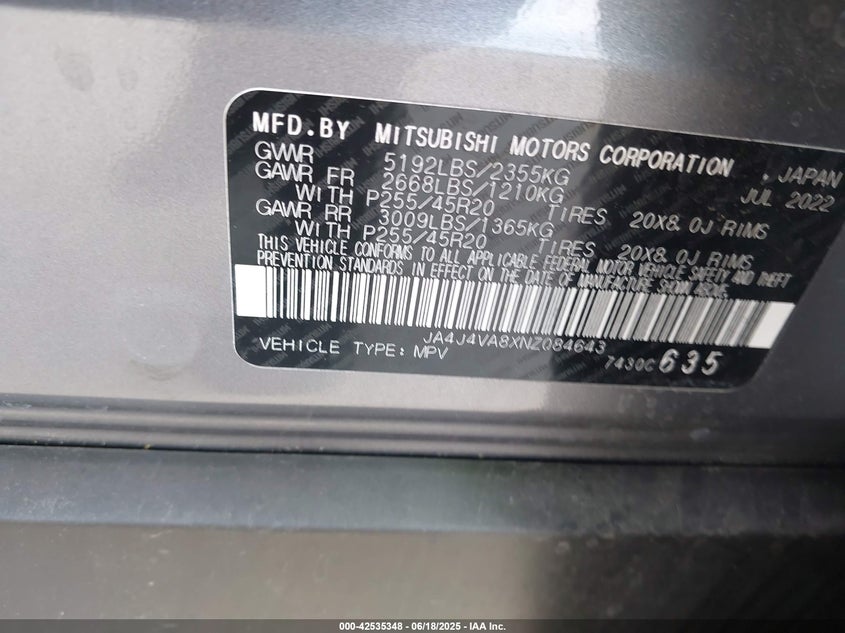 MFD.BY MITSUBISHI MOTORS CORPORATION , JAPAN
GVWR 5192LBS/2355KG JUL 2022
GAWR FR 2668LBS/1210KG
WITH P255/45R20 TIRES 20X8.0J RIMS
GAWR RR 3009LBS/1365KG
WITH P255/45R20 TIRES 20X8.0J RIMS
THIS VEHICLE CONFORMS TO ALL APPLICABLE FEDERAL MOTOR VEHICLE SAFETY AND THEFT
PREVENTION STANDARDS IN EFFECT ON THE DATE OF MANUFACTURE SHOWN ABOVE.
JA4J4VA8XNZ084643
VEHICLE TYPE: MPV 7430C 635
000-42535348 - 06/18/2025 - IAA Inc.